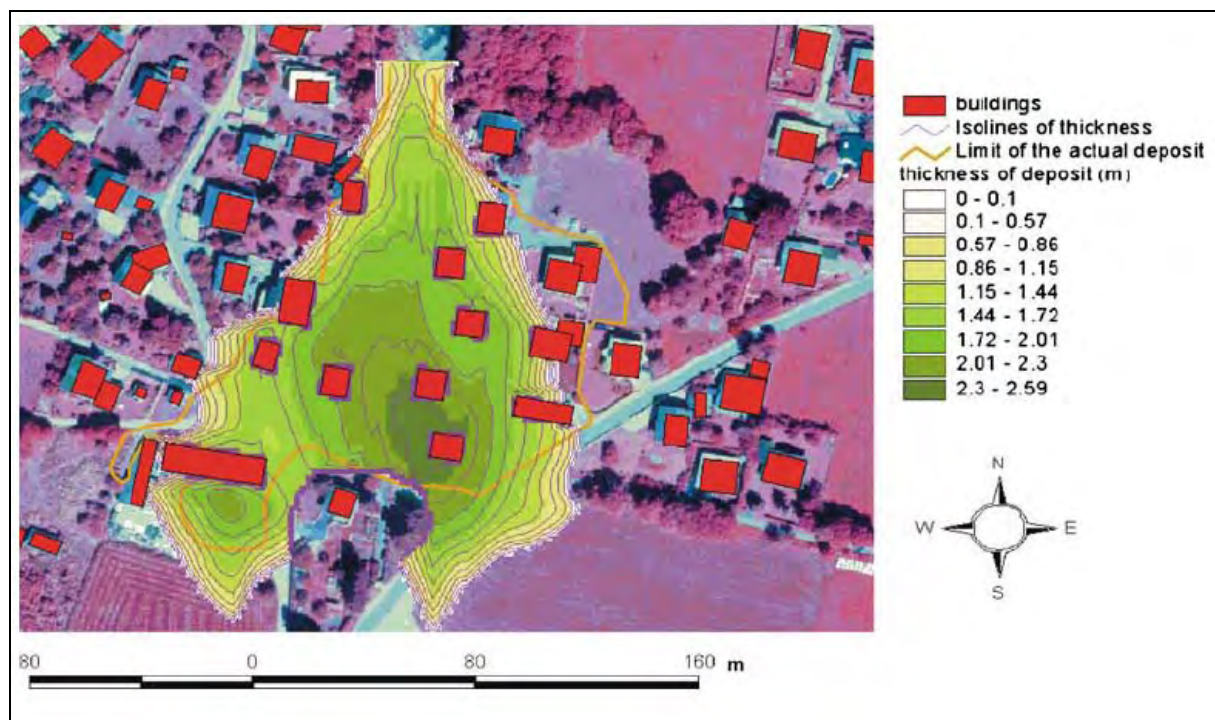 buildings
Isolines of thickness
Limit of the actual deposit
thickness of deposit (m)
0 - 0.1
0.1 - 0.57
0.57 - 0.86
0.86 - 1.15
1.15 - 1.44
1.44 - 1.72
1.72 - 2.01
2.01 - 2.3
2.3 - 2.59
N
W E
S
80 0 80 160 m